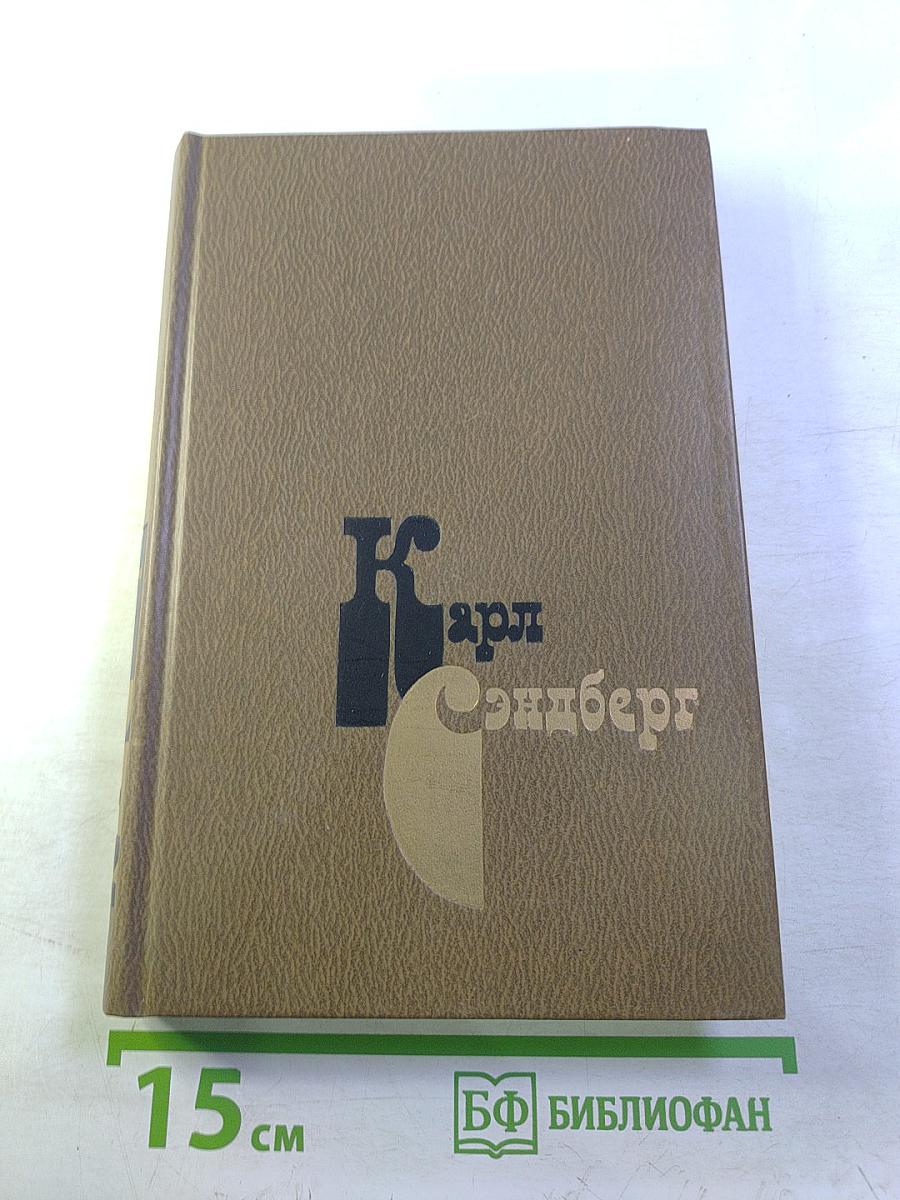 Карл
Сэндберг
15 см
БФ БИБЛИОФАН